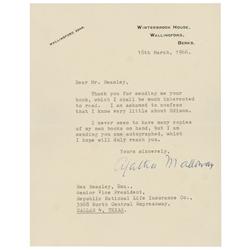 WALLINGFORD 2248.
WINTERBROOK HOUSE,
WALLINGFORD,
BERKS.
15th March, 1966.
Dear Mr. Beasley,
Thank you for sending me your
book, which I shall be much interested
to read. I am ashamed to confess
that I know very little about Edison.
I never seem to have many copies
of my own books on hand, but I am
sending you one autographed, which I
hope will duly reach you.
Yours sincerely,
Agatha Mallowan
Rex Beasley, Esq.,
Senior Vice President,
Republic National Life Insurance Co.,
3988 North Central Expressway,
DALLAS 4, TEXAS.